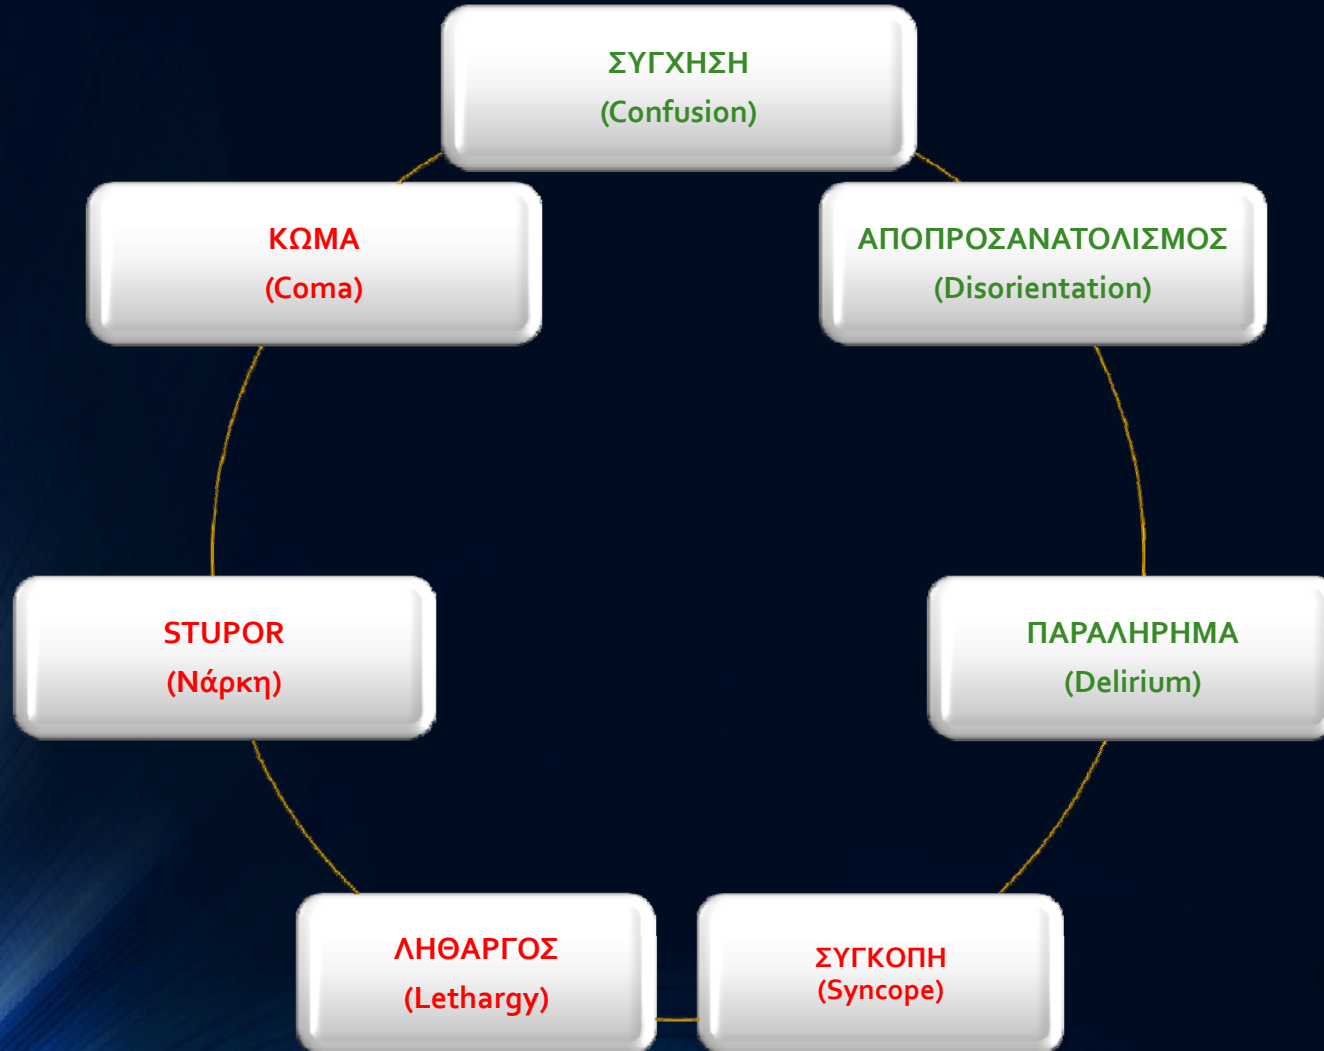 ΣΥΓΧΗΣΗ
(Confusion)
ΑΠΟΠΡΟΣΑΝΑΤΟΛΙΣΜΟΣ
(Disorientation)
ΠΑΡΑΛΗΡΗΜΑ
(Delirium)
ΣΥΓΚΟΠΗ
(Syncope)
ΛΗΘΑΡΓΟΣ
(Lethargy)
STUPOR
(Νάρκη)
ΚΩΜΑ
(Coma)